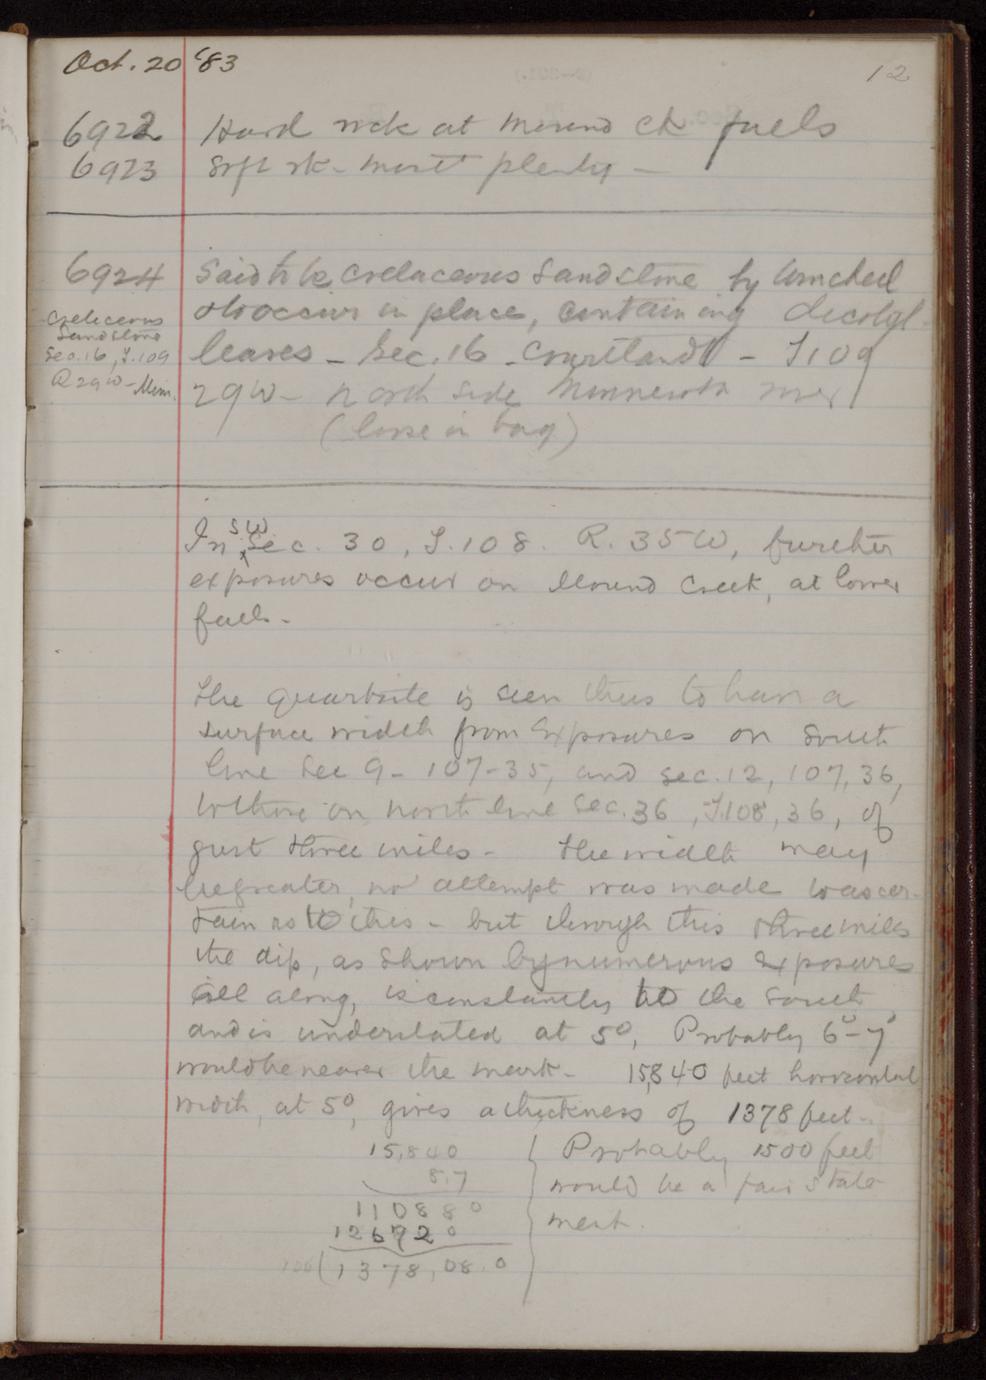 Oct. 20 '83
12
6922 Hard rock at Mound Ck falls
6923 Soft rk - most plenty -
6924 Said to be cretaceous Sandstone by
to occur in place, containing dicotyl.
leaves - Sec. 16 - Courtland - T 109
29 W - north side Minnesota river
(loose in bag)
Cretaceous
Sandstone
Sec. 16, T. 109
R 29 W - Minn.
SW
In Sec. 30, T. 108. R. 35 W, further
exposures occur on Mound Creek, at lower
falls.
The quartzite is seen thus to have a
surface width from exposures on south
line Sec 9 - 107-35, and sec. 12, 107, 36,
to those on north line Sec. 36, T.108, 36, of
just three miles - The width may
be greater, no attempt was made to ascer-
tain as to this - but through this three miles
the dip, as shown by numerous exposures
all along, is constantly to the south
and is understated at 5°, Probably 6°-7°
would be nearer the mark - 15,840 feet horizontal
width, at 5°, gives a thickness of 1378 feet -
15,840
8.7
110880
126720
100(1378,08.0
Probably 1500 feet
would be a fair state
ment.